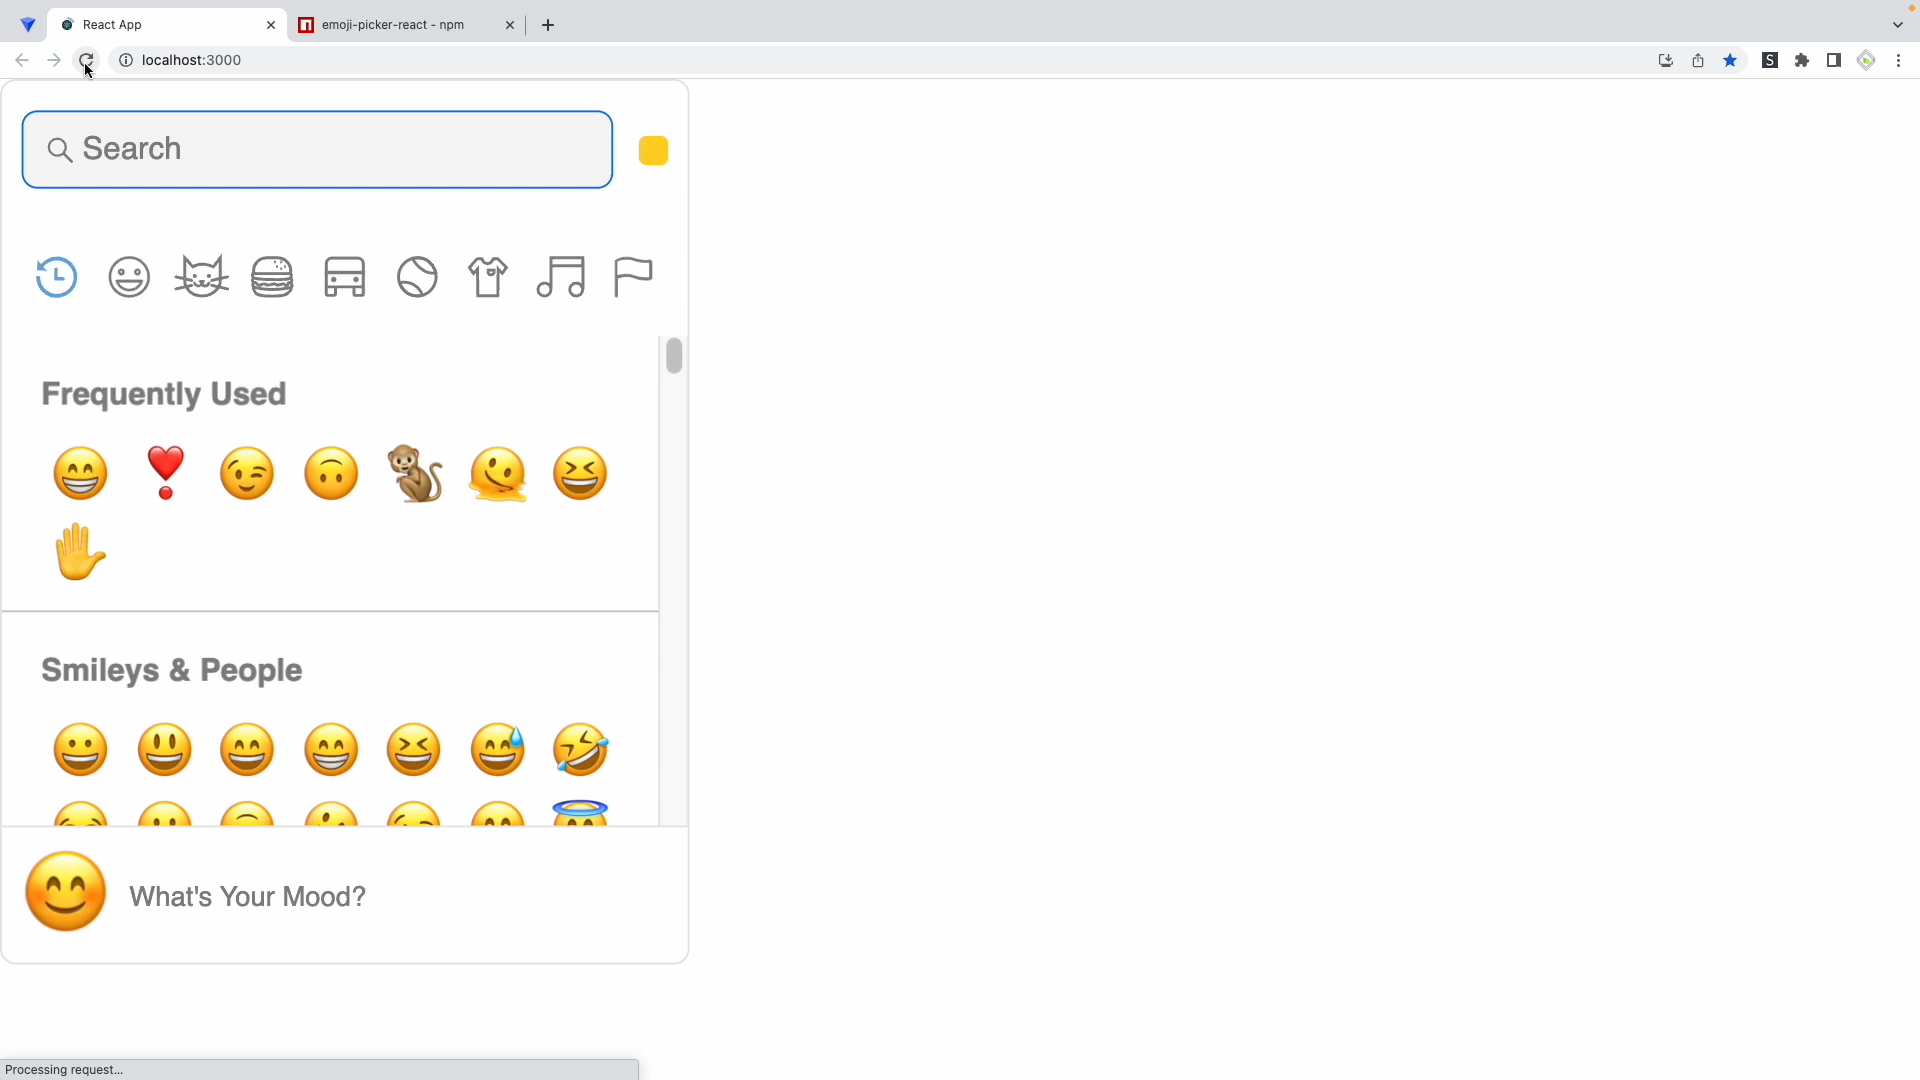 React App
emoji-picker-react - npm
localhost:3000
Search
Frequently Used
Smileys & People
What's Your Mood?
Processing request...